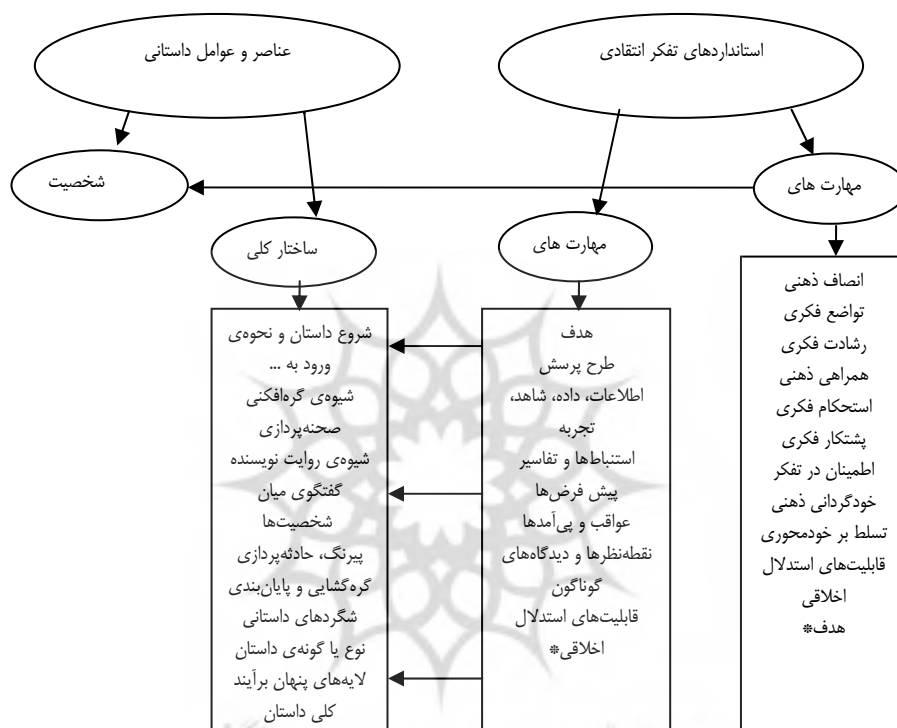 استانداردهای تفکر انتقادی
عناصر و عوامل داستانی
مهارت های
شخصیت
مهارت های
ساختار کلی
انصاف ذهنی
تواضع فکری
رشادت فکری
همراهی ذهنی
استحکام فکری
پشتکار فکری
اطمینان در تفکر
خودگردانی ذهنی
تسلط بر خودمحوری
قابلیت‌های استدلال
اخلاقی
هدف*
هدف
طرح پرسش
اطلاعات، داده، شاهد،
تجربه
استنباط‌ها و تفاسیر
پیش فرض‌ها
عواقب و پی‌آمدها
نقطه‌نظرها و دیدگاه‌های
گوناگون
قابلیت‌های استدلال
اخلاقی*
شروع داستان و نحوه‌ی
ورود به ...
شیوه‌ی گره‌افکنی
صحنه‌پردازی
شیوه‌ی روایت نویسنده
گفتگوی میان
شخصیت‌ها
پیرنگ، حادثه‌پردازی
گره‌گشایی و پایان‌بندی
شگردهای داستانی
نوع یا گونه‌ی داستان
لایه‌های پنهان برآیند
کلی داستان